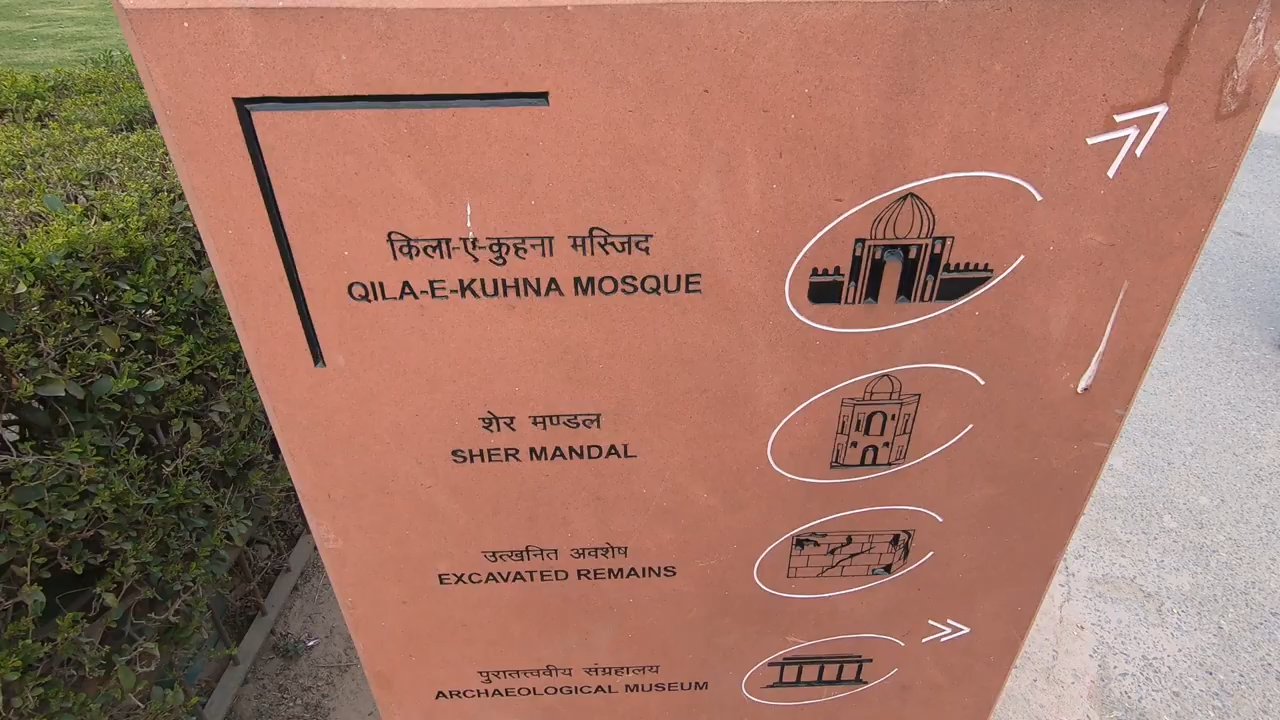 किला-ए-कुहना मस्जिद
QILA-E-KUHNA MOSQUE
शेर मण्डल
SHER MANDAL
उत्खनित अवशेष
EXCAVATED REMAINS
पुरातत्त्ववीय संग्रहालय
ARCHAEOLOGICAL MUSEUM